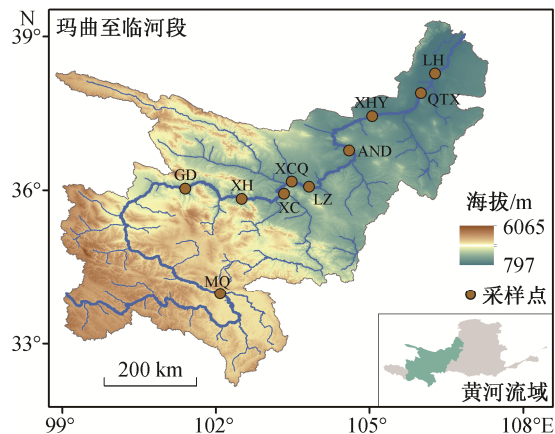 N
玛曲至临河段
39°
36°
33°
LH
XHY
QTX
AND
XCQ
GD
XH
XC
LZ
MQ
海拔/m
6065
797
采样点
200 km
黄河流域
99°
102°
105°
108°E